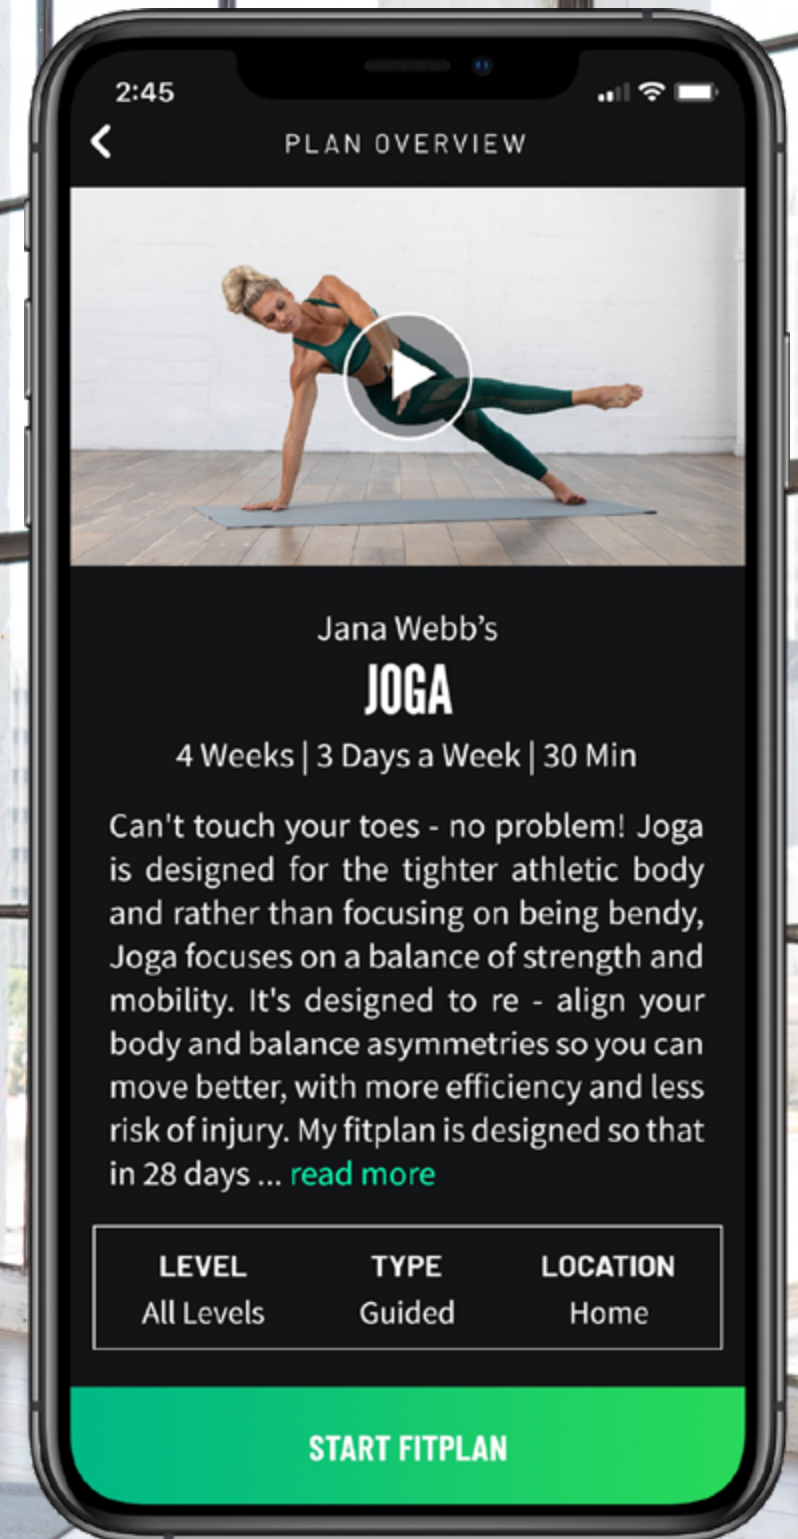 2:45
PLAN OVERVIEW
Jana Webb's
JOGA
4 Weeks | 3 Days a Week | 30 Min
Can't touch your toes - no problem! Joga
is designed for the tighter athletic body
and rather than focusing on being bendy,
Joga focuses on a balance of strength and
mobility. It's designed to re - align your
body and balance asymmetries so you can
move better, with more efficiency and less
risk of injury. My fitplan is designed so that
in 28 days ... read more
LEVEL TYPE LOCATION
All Levels Guided Home
START FITPLAN